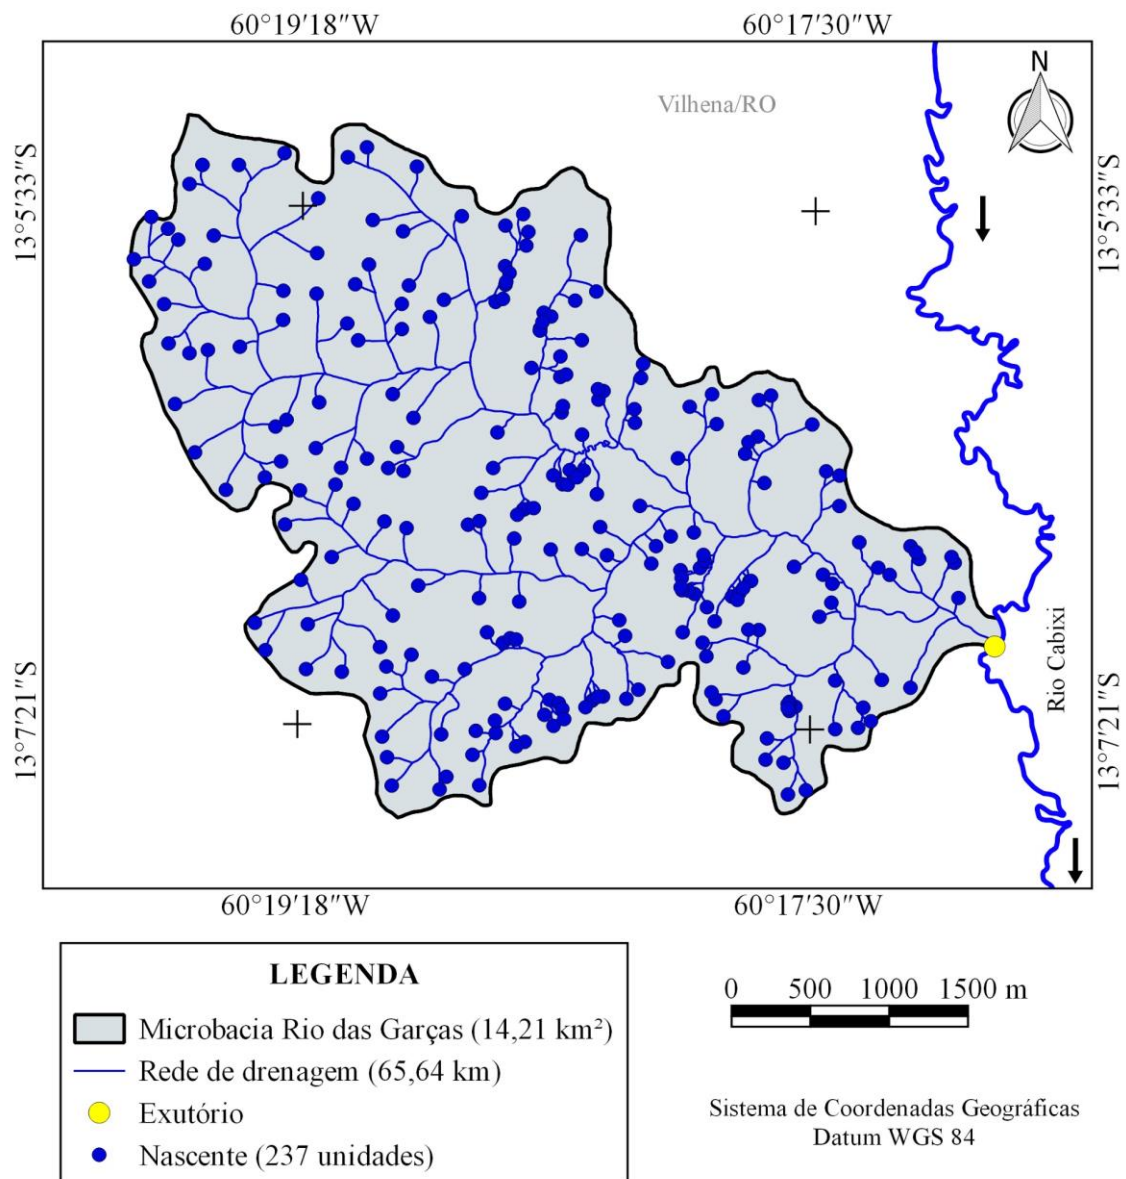 60°19'18"W
60°17'30"W
Vilhena/RO
N
13°5'33"S
13°5'33"S
Rio Cabixi
13°7'21"S
13°7'21"S
60°19'18"W
60°17'30"W
LEGENDA
Microbacia Rio das Garças (14,21 km²)
Rede de drenagem (65,64 km)
Exutório
Nascente (237 unidades)
0 500 1000 1500 m
Sistema de Coordenadas Geográficas
Datum WGS 84